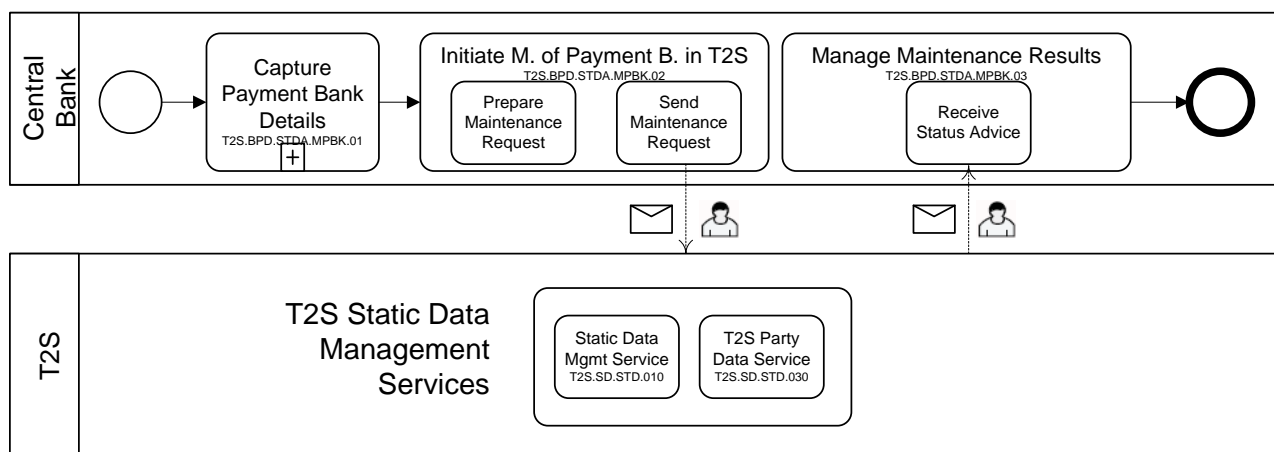 Central
Bank
Capture
Payment Bank
Details
T2S.BPD.STDA.MPBK.01
+
Initiate M. of Payment B. in T2S
T2S.BPD.STDA.MPBK.02
Prepare
Maintenance
Request
Send
Maintenance
Request
Manage Maintenance Results
T2S.BPD.STDA.MPBK.03
Receive
Status Advice
T2S
T2S Static Data
Management
Services
Static Data
Mgmt Service
T2S.SD.STD.010
T2S Party
Data Service
T2S.SD.STD.030